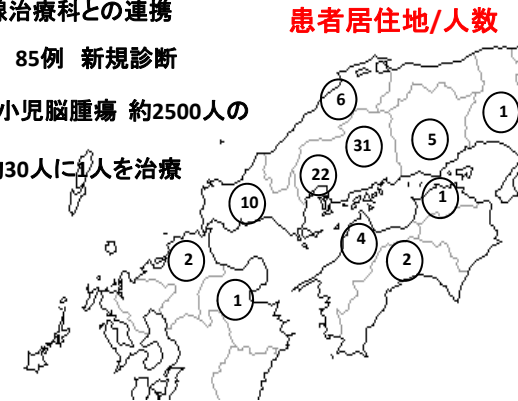 線治療科との連携
患者居住地/人数
85例 新規診断
小児脳腫瘍 約2500人の
約30人に1人を治療
6
1
31
5
22
1
10
4
2
2
1